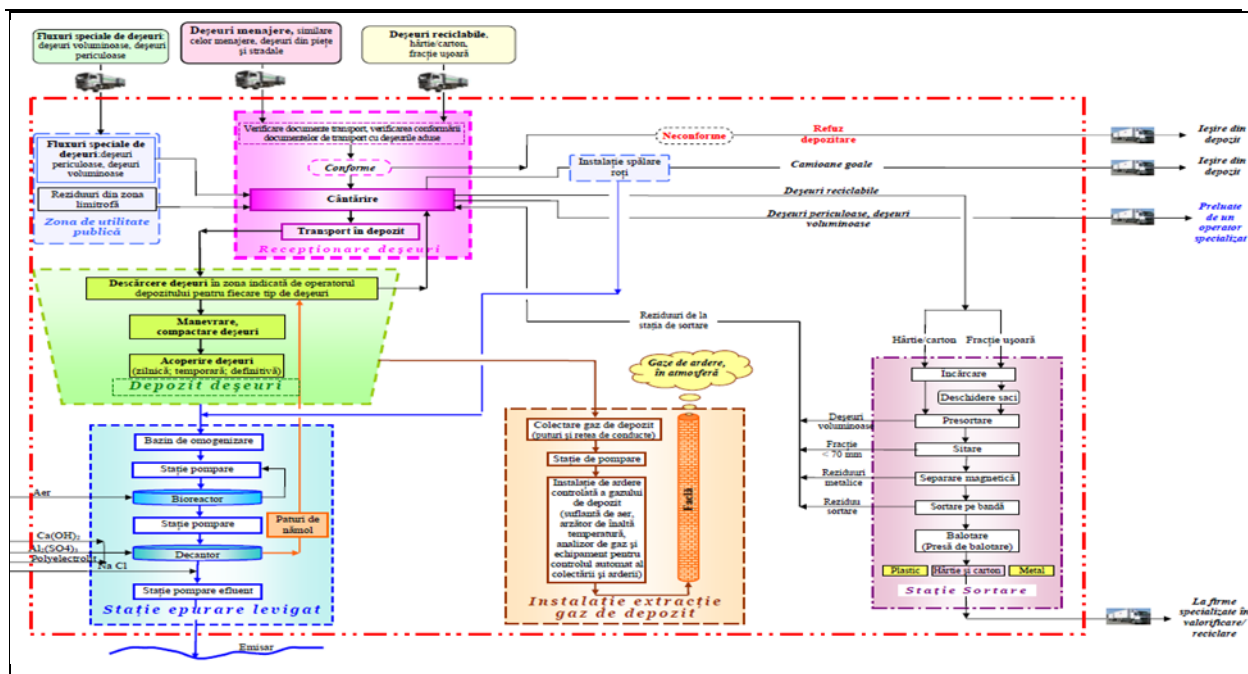 Fluxuri speciale de deșeuri:
deșeuri voluminoase, deșeuri
periculoase
Deșeuri menajere, similare
celor menajere, deșeuri din piețe
și stradale
Deșeuri reciclabile,
hârtie/carton,
fracție ușoară
Verificare documente transport, verificarea conformării
documentelor de transport cu deșeurile aduse
Conforme
Cântărire
Transport în depozit
Recepționare deșeuri
Neconforme
Refuz
depozitare
Ieșire din
depozit
Instalație spălare
roți
Camioane goale
Ieșire din
depozit
Deșeuri reciclabile
Deșeuri periculoase, deșeuri
voluminoase
Preluate
de un
operator
specializat
Fluxuri speciale de
deșeuri:deșeuri
periculoase, deșeuri
voluminoase
Reziduuri din zona
limitrofă
Zona de utilitate
publică
Descărcere deșeuri în zona indicată de operatorul
depozitului pentru fiecare tip de deșeuri
Manevrare,
compactare deșeuri
Acoperire deșeuri
(zilnică; temporară; definitivă)
Depozit deșeuri
Reziduuri de la
stația de sortare
Gaze de ardere,
în atmosferă
Hârtie/carton
Fracție ușoară
Incărcare
Deschidere saci
Presortare
Sitare
Separare magnetică
Sortare pe bandă
Balotare
(Presă de balotare)
Plastic
Hârtie și carton
Metal
Stație Sortare
Deșeuri
voluminoase
Fracție
< 70 mm
Reziduuri
metalice
Reziduu
sortare
La firme
specializate în
valorificare/
reciclare
Colectare gaz de depozit
(puturi și retea de conducte)
Stație de pompare
Instalație de ardere
controlată a gazului
de depozit
(suflantă de aer,
arzător de înaltă
temperatură,
analizor de gaz și
echipament pentru
controlul automat al
colectării și arderii)
Faclă
Instalatie extracție
gaz de depozit
Bazin de omogenizare
Stație pompare
Bioreactor
Stație pompare
Decantor
Stație pompare efluent
Stație epurare levigat
Paturi de
nămol
Aer
Ca(OH)₂
Al₂(SO4)₃
Polyelectrolit
Na Cl
Emisar